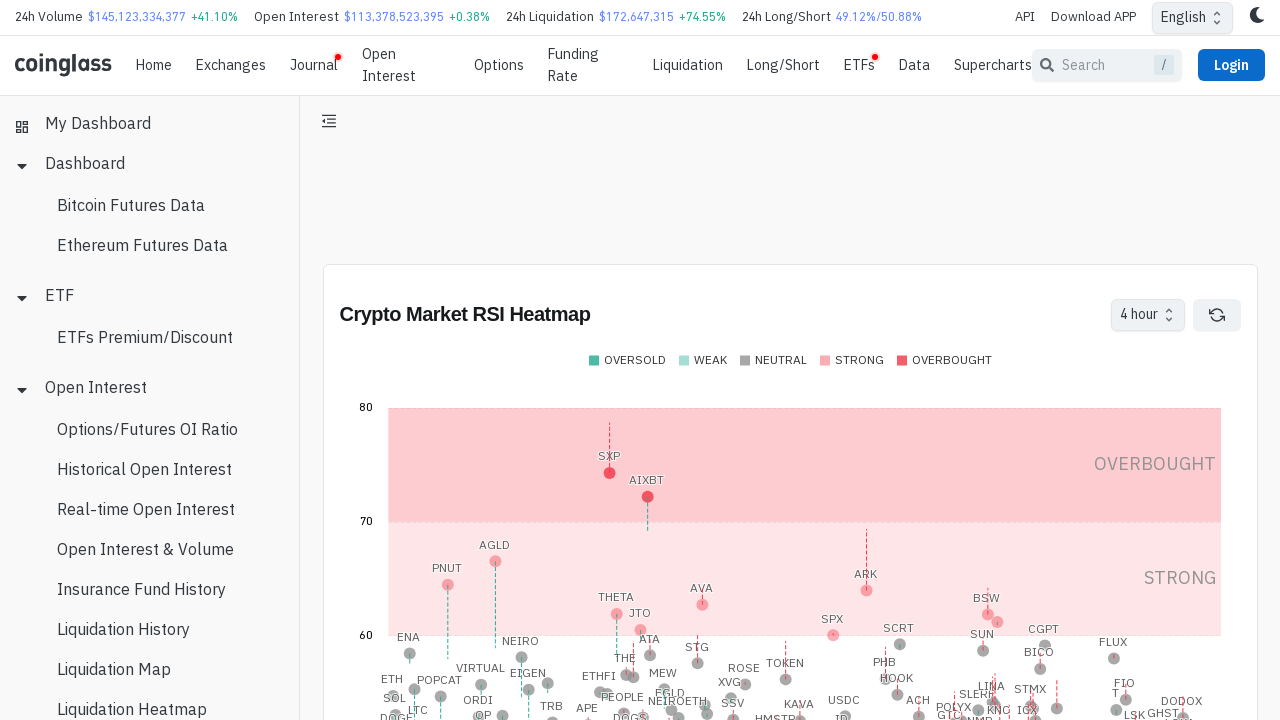 24h Volume $145,123,334,377 +41.10% Open Interest $113,378,523,395 +0.38% 24h Liquidation $172,647,315 +74.55% 24h Long/Short 49.12%/50.88% API Download APP English
coinglass Home Exchanges Journal Open Interest Options Funding Rate Liquidation Long/Short ETFs Data Supercharts Search / Login
My Dashboard
Dashboard
Bitcoin Futures Data
Ethereum Futures Data
ETF
ETFs Premium/Discount
Open Interest
Options/Futures OI Ratio
Historical Open Interest
Real-time Open Interest
Open Interest & Volume
Insurance Fund History
Liquidation History
Liquidation Map
Liquidation Heatmap
Crypto Market RSI Heatmap 4 hour
OVERSOLD WEAK NEUTRAL STRONG OVERBOUGHT
80
OVERBOUGHT
SXP
AIXBT
70
AGLD
PNUT
ARK
STRONG
AVA
THETA
BSW
JTO
SPX
60
ENA
NEIRO
ATA
STG
SCRT
SUN
CGPT
FLUX
BICO
THE
TOKEN
PHB
ETH
POPCAT
VIRTUAL
EIGEN
ETHFI
MEW
ROSE
XVG
HOOK
SOL
LTC
ORDI
OP
TRB
APE
PEOPLE
EGLD
NEIROETH
SSV
KAVA
USDC
ACH
POLYX
SLERF
LINA
STMX
KNC
FIO
T
LSK
GHST
DODOX